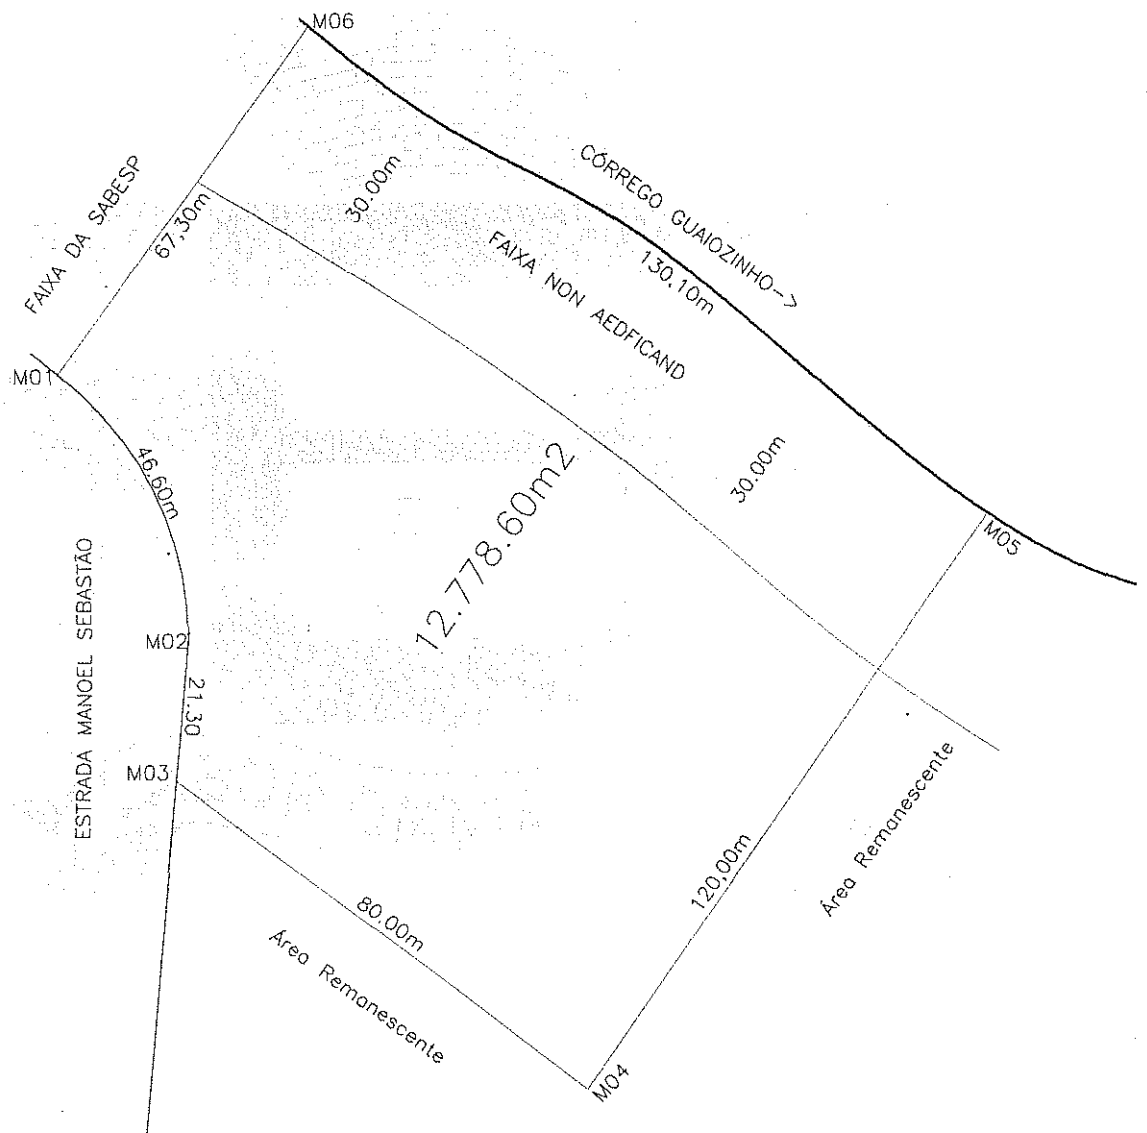 M06
FAIXA DA SABESP
67,30m
30.00m
CÓRREGO GUAIOZINHO-->
130,10m
FAIXA NON AEDFICAND
M01
46,60m
12.778.60m2
30.00m
M05
ESTRADA MANOEL SEBASTÃO
M02
21.30
M03
80.00m
Área Remanescente
120,00m
Área Remanescente
M04